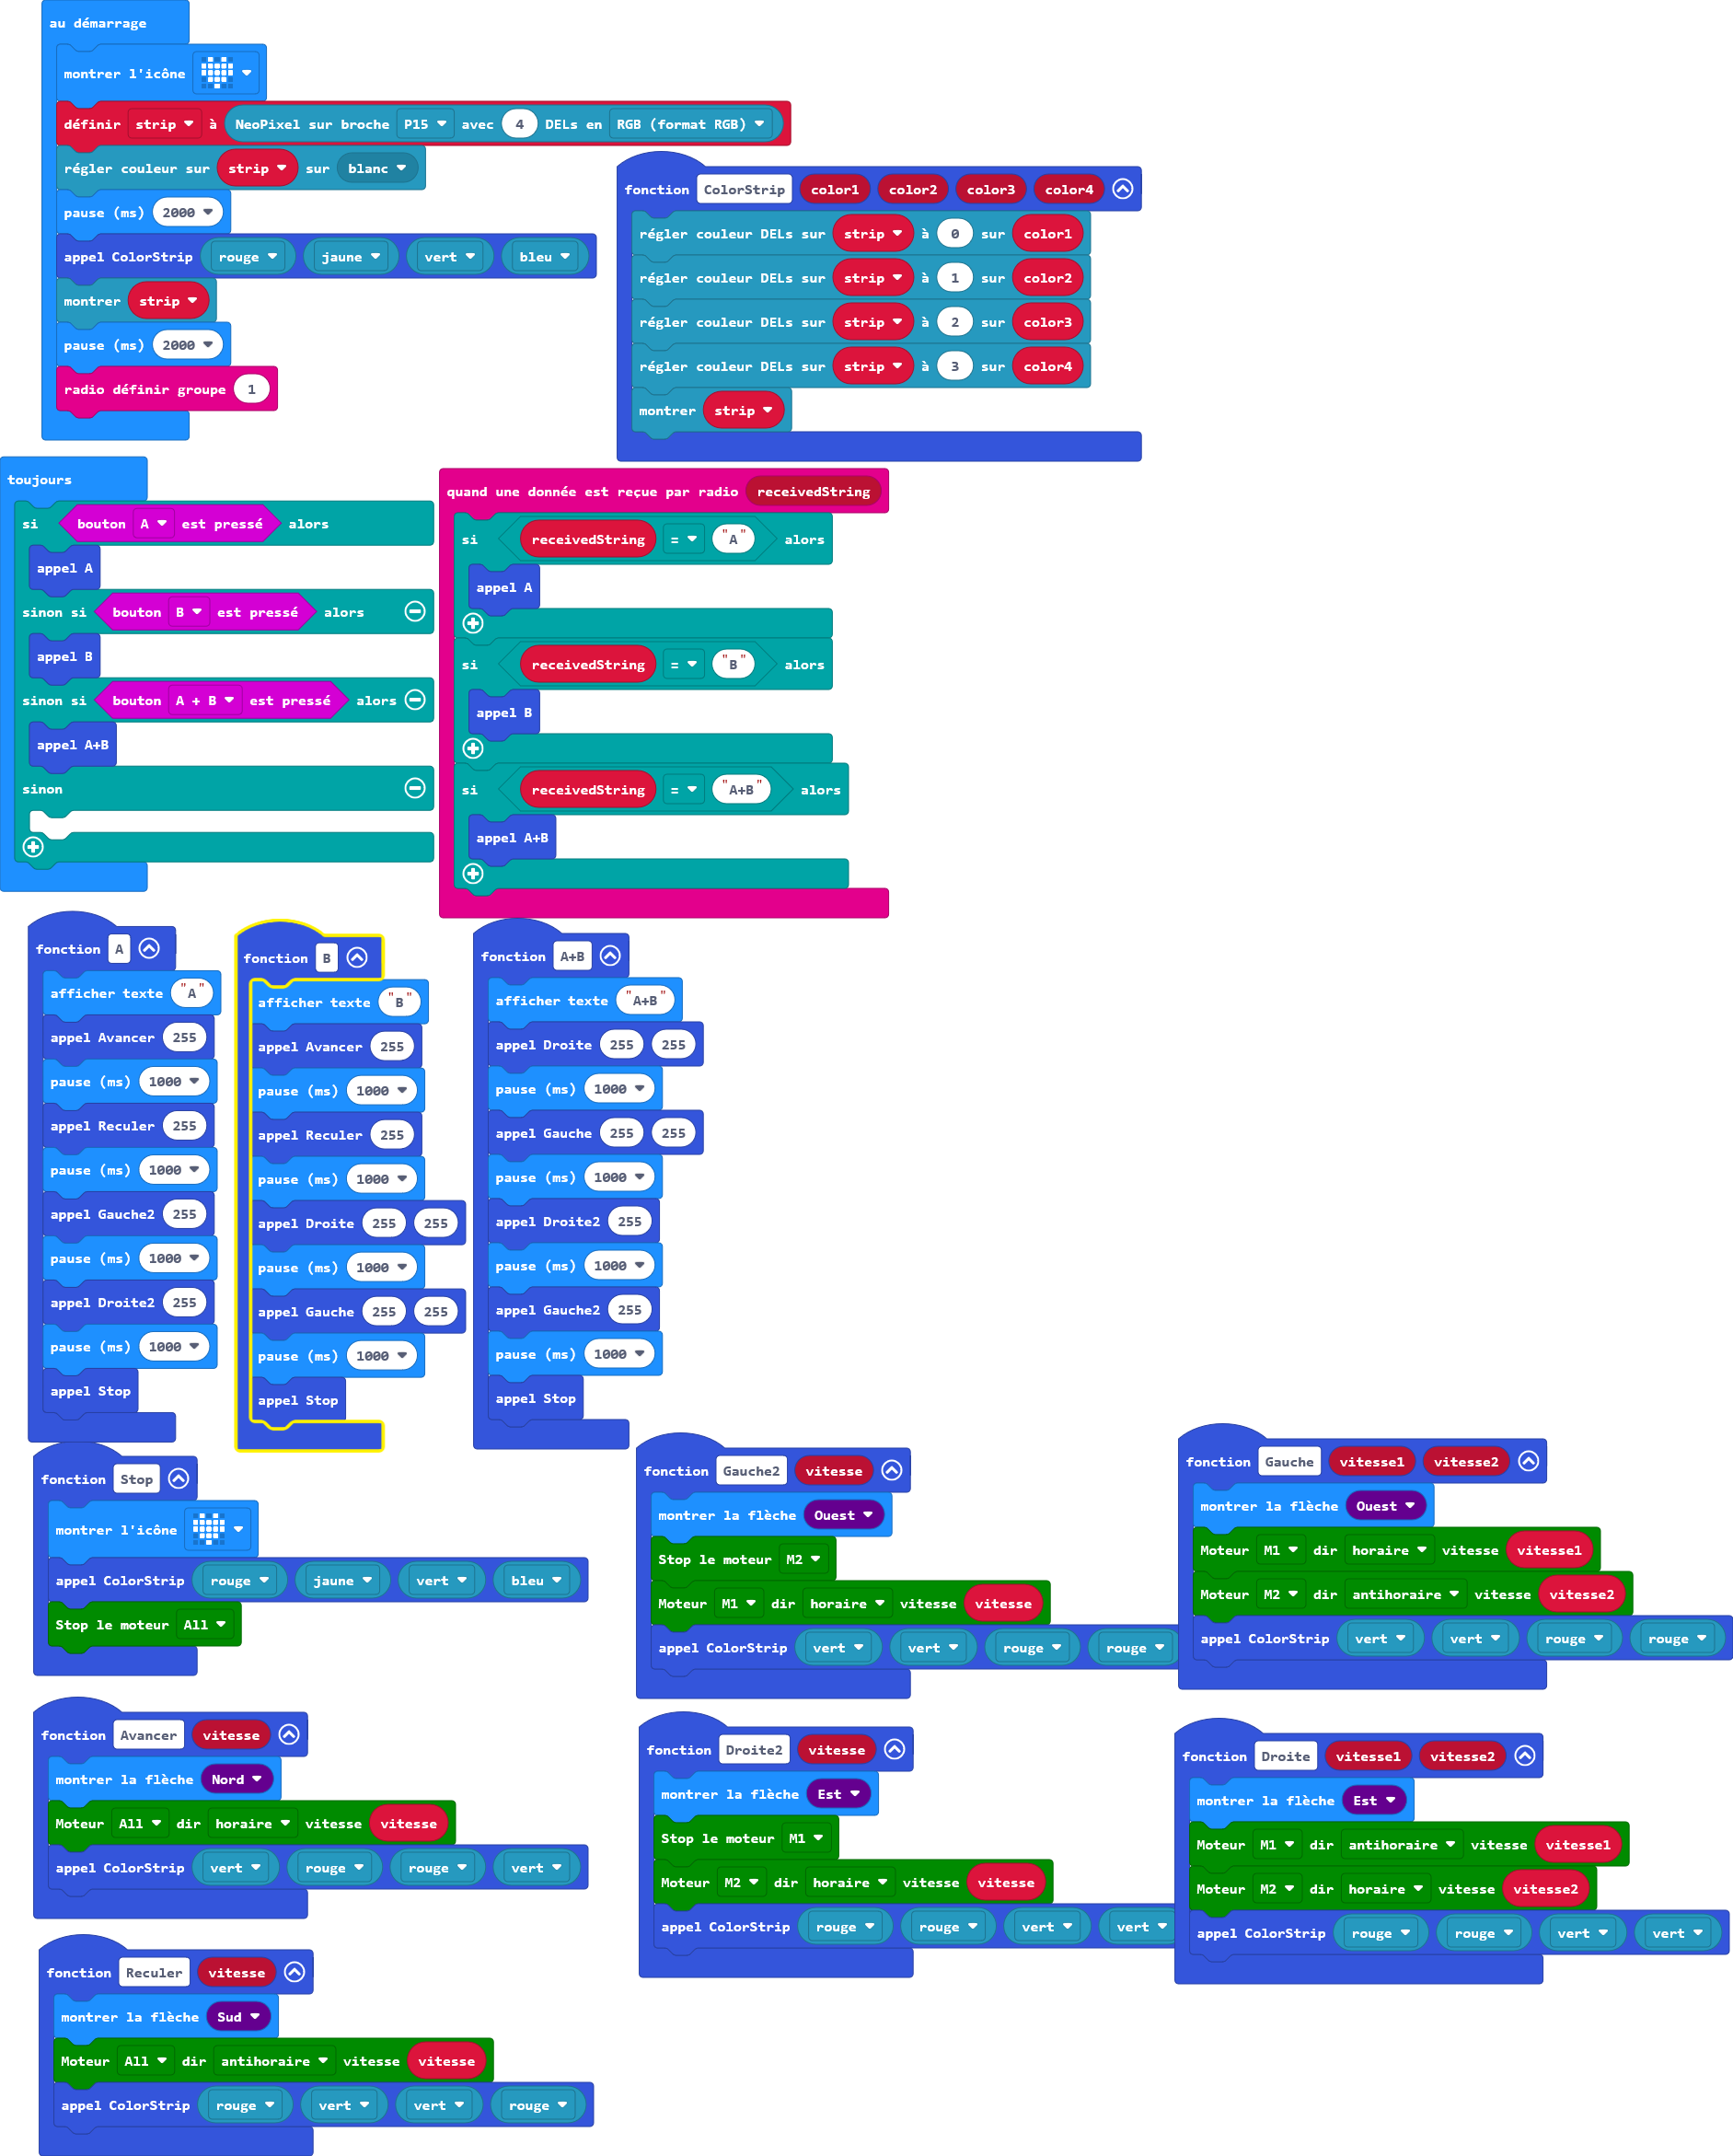 au démarrage
montrer l'icône
définir strip à NeoPixel sur broche P15 avec 4 DELs en RGB (format RGB)
régler couleur sur strip sur blanc
pause (ms) 2000
appel ColorStrip rouge jaune vert bleu
montrer strip
pause (ms) 2000
radio définir groupe 1
fonction ColorStrip color1 color2 color3 color4
régler couleur DELs sur strip à 0 sur color1
régler couleur DELs sur strip à 1 sur color2
régler couleur DELs sur strip à 2 sur color3
régler couleur DELs sur strip à 3 sur color4
montrer strip
toujours
si bouton A est pressé alors
appel A
sinon si bouton B est pressé alors
appel B
sinon si bouton A + B est pressé alors
appel A+B
sinon
quand une donnée est reçue par radio receivedString
si receivedString = "A" alors
appel A
si receivedString = "B" alors
appel B
si receivedString = "A+B" alors
appel A+B
fonction A
afficher texte "A"
appel Avancer 255
pause (ms) 1000
appel Reculer 255
pause (ms) 1000
appel Gauche2 255
pause (ms) 1000
appel Droite2 255
pause (ms) 1000
appel Stop
fonction B
afficher texte "B"
appel Avancer 255
pause (ms) 1000
appel Reculer 255
pause (ms) 1000
appel Droite 255 255
pause (ms) 1000
appel Gauche 255 255
pause (ms) 1000
appel Stop
fonction A+B
afficher texte "A+B"
appel Droite 255 255
pause (ms) 1000
appel Gauche 255 255
pause (ms) 1000
appel Droite2 255
pause (ms) 1000
appel Gauche2 255
pause (ms) 1000
appel Stop
fonction Stop
montrer l'icône
appel ColorStrip rouge jaune vert bleu
Stop le moteur All
fonction Gauche2 vitesse
montrer la flèche Ouest
Stop le moteur M2
Moteur M1 dir horaire vitesse vitesse
appel ColorStrip vert vert rouge rouge
fonction Gauche vitesse1 vitesse2
montrer la flèche Ouest
Moteur M1 dir horaire vitesse vitesse1
Moteur M2 dir antihoraire vitesse vitesse2
appel ColorStrip vert vert rouge rouge
fonction Avancer vitesse
montrer la flèche Nord
Moteur All dir horaire vitesse vitesse
appel ColorStrip vert rouge rouge vert
fonction Droite2 vitesse
montrer la flèche Est
Stop le moteur M1
Moteur M2 dir horaire vitesse vitesse
appel ColorStrip rouge rouge vert vert
fonction Droite vitesse1 vitesse2
montrer la flèche Est
Moteur M1 dir antihoraire vitesse vitesse1
Moteur M2 dir horaire vitesse vitesse2
appel ColorStrip rouge rouge vert vert
fonction Reculer vitesse
montrer la flèche Sud
Moteur All dir antihoraire vitesse vitesse
appel ColorStrip rouge vert vert rouge